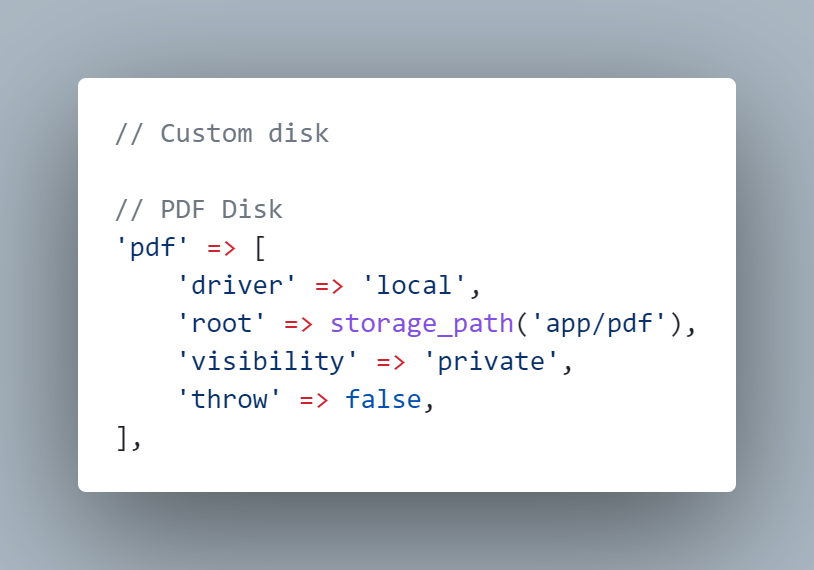 // Custom disk
// PDF Disk
'pdf' => [
    'driver' => 'local',
    'root' => storage_path('app/pdf'),
    'visibility' => 'private',
    'throw' => false,
],